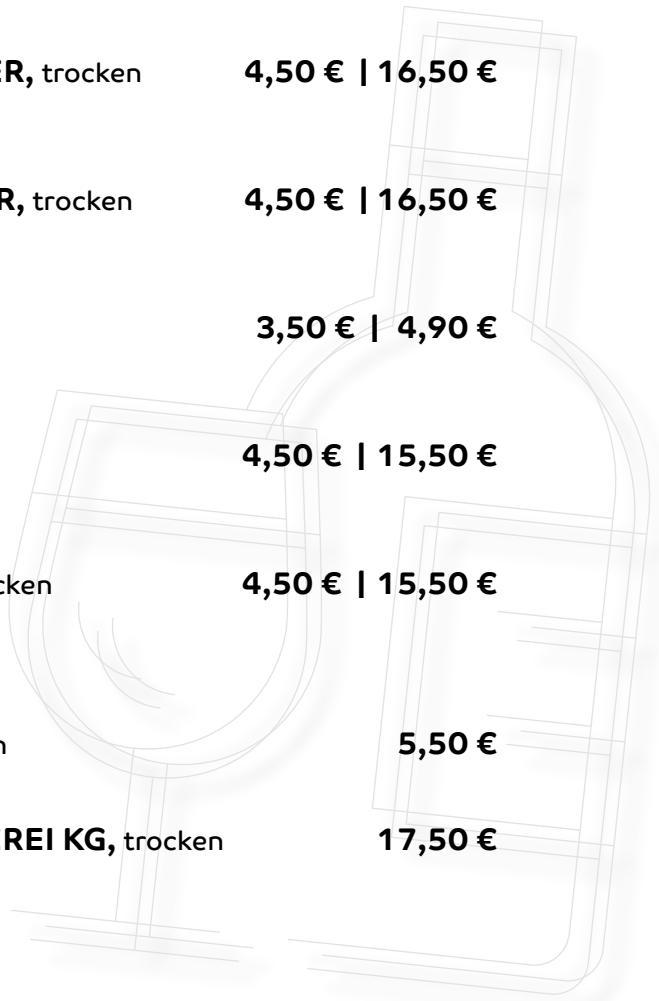 ER, trocken 4,50 € | 16,50 €
R, trocken 4,50 € | 16,50 €
3,50 € | 4,90 €
4,50 € | 15,50 €
cken 4,50 € | 15,50 €
n 5,50 €
EREI KG, trocken 17,50 €